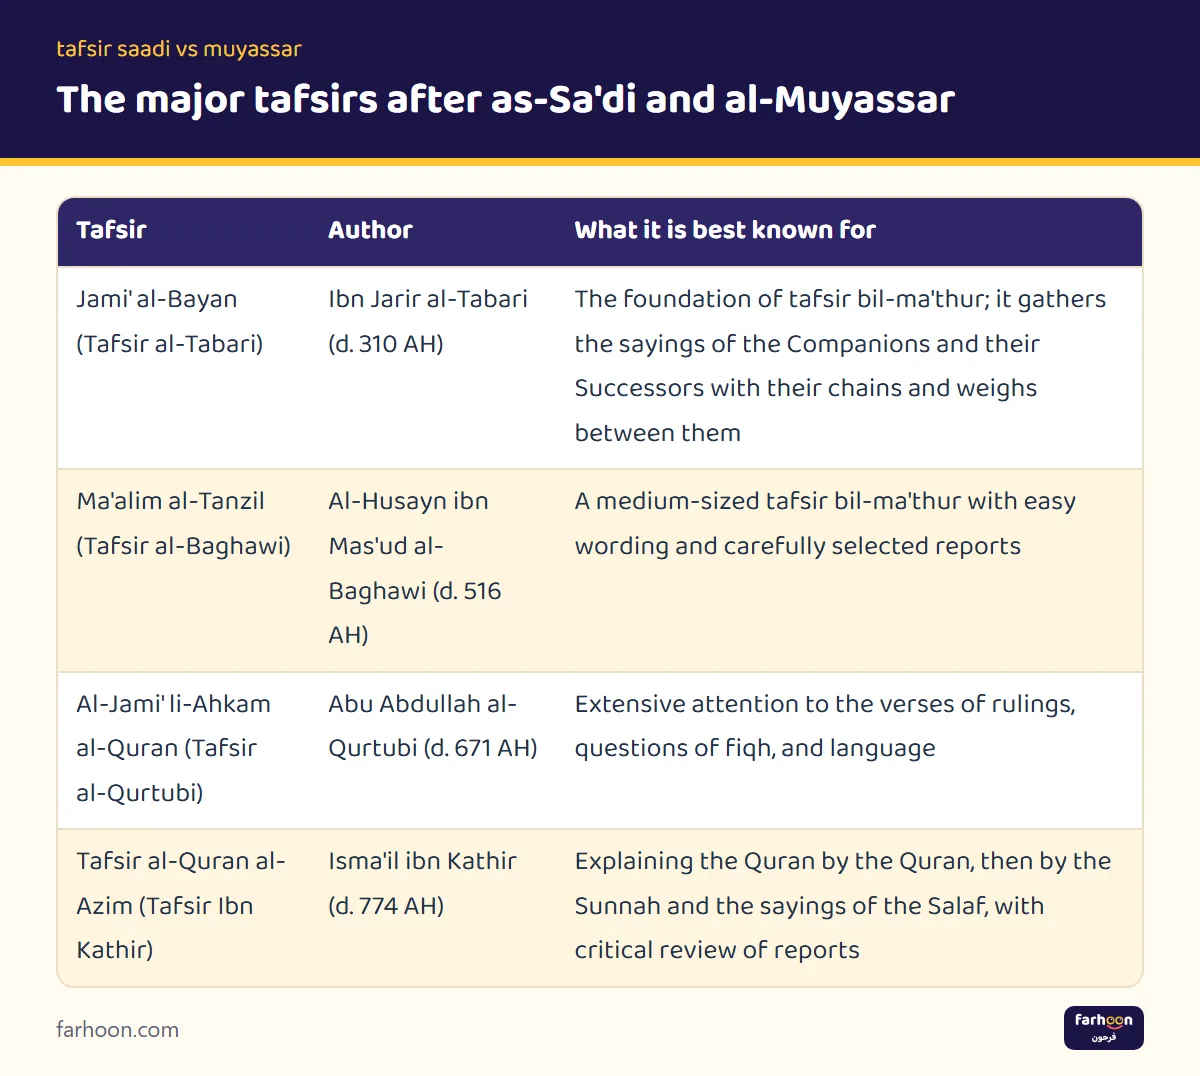 tafsir saadi vs muyassar
The major tafsirs after as-Sa'di and al-Muyassar
Tafsir Author What it is best known for
Jami' al-Bayan
(Tafsir al-Tabari)
Ibn Jarir al-Tabari
(d. 310 AH)
The foundation of tafsir bil-ma'thur; it gathers
the sayings of the Companions and their
Successors with their chains and weighs
between them
Ma'alim al-Tanzil
(Tafsir al-Baghawi)
Al-Husayn ibn
Mas'ud al-
Baghawi (d. 516
AH)
A medium-sized tafsir bil-ma'thur with easy
wording and carefully selected reports
Al-Jami' li-Ahkam
al-Quran (Tafsir
al-Qurtubi)
Abu Abdullah al-
Qurtubi (d. 671 AH)
Extensive attention to the verses of rulings,
questions of fiqh, and language
Tafsir al-Quran al-
Azim (Tafsir Ibn
Kathir)
Isma'il ibn Kathir
(d. 774 AH)
Explaining the Quran by the Quran, then by the
Sunnah and the sayings of the Salaf, with
critical review of reports
farhoon.com
farhoon
فرحون